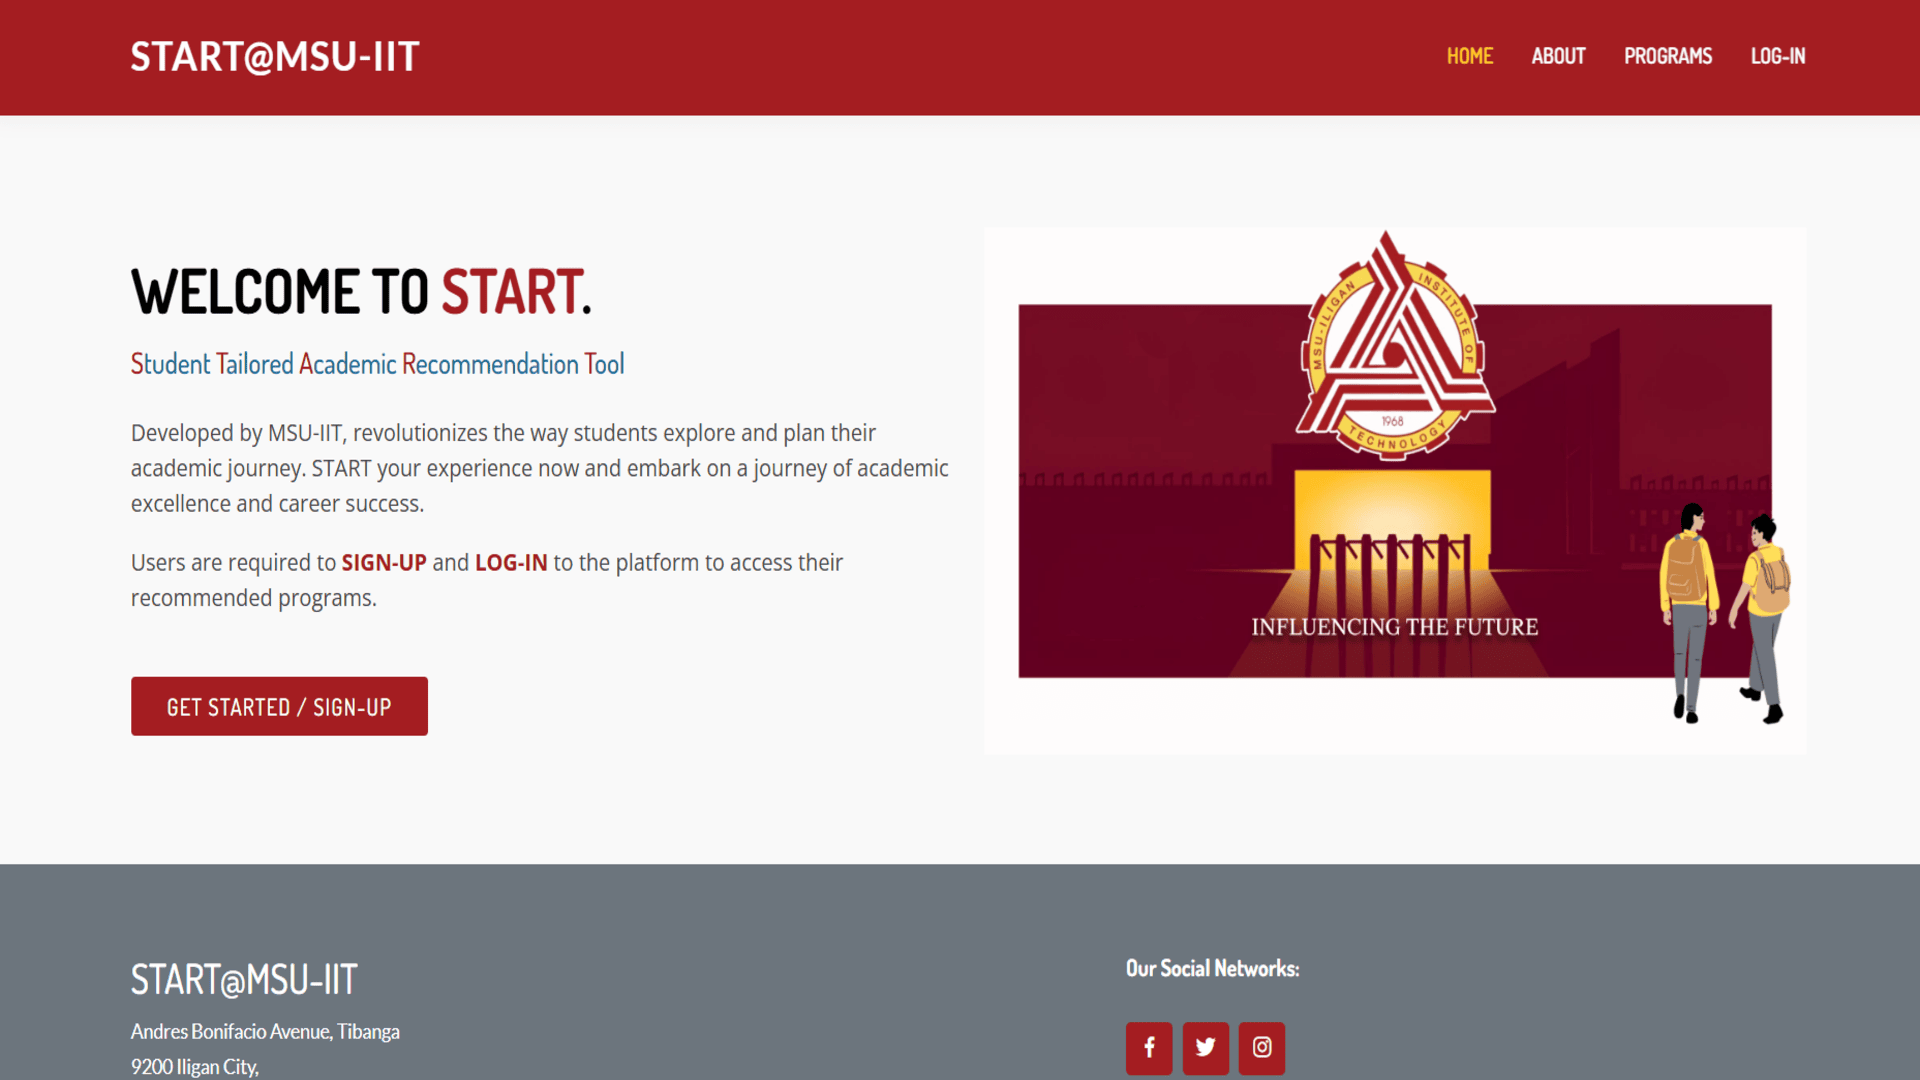 START@MSU-IIT
HOME
ABOUT
PROGRAMS
LOG-IN
WELCOME TO START.
Student Tailored Academic Recommendation Tool
Developed by MSU-IIT, revolutionizes the way students explore and plan their
academic journey. START your experience now and embark on a journey of academic
excellence and career success.
Users are required to SIGN-UP and LOG-IN to the platform to access their
recommended programs.
GET STARTED / SIGN-UP
MSU-ILIGAN INSTITUTE OF
TECHNOLOGY
1968
INFLUENCING THE FUTURE
START@MSU-IIT
Andres Bonifacio Avenue, Tibanga
9200 Iligan City,
Our Social Networks: